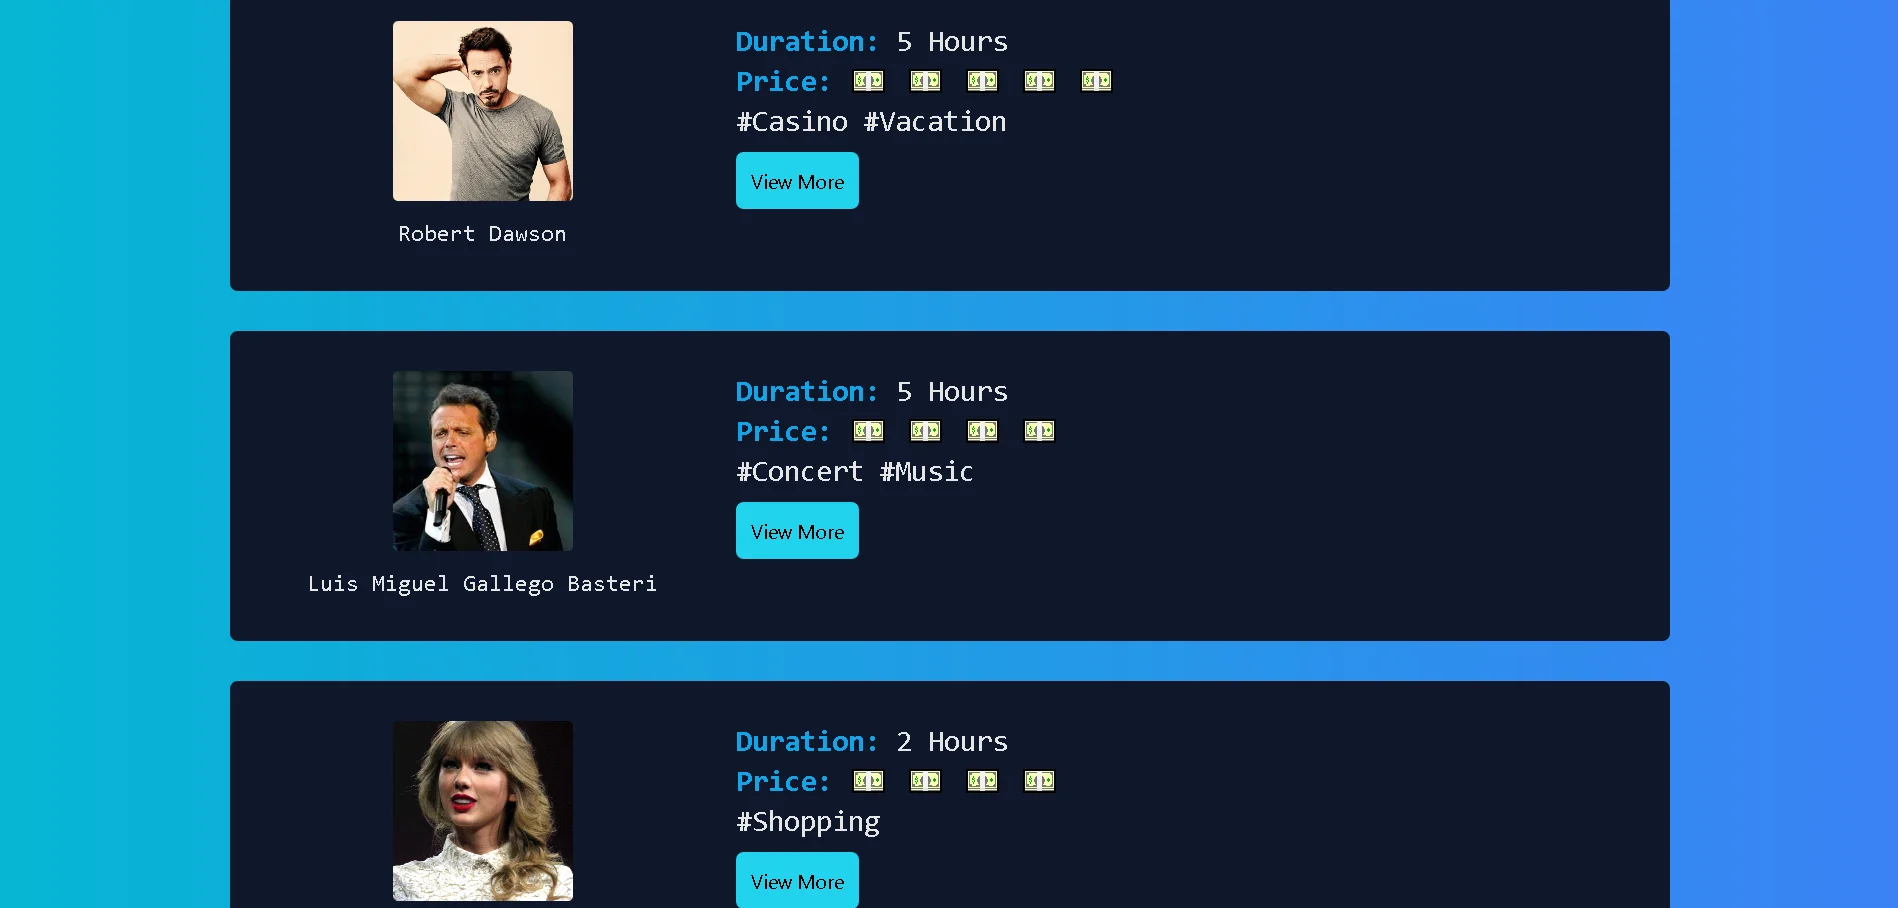 Duration: 5 Hours
Price: 💵 💵 💵 💵 💵
#Casino #Vacation
View More
Robert Dawson
Duration: 5 Hours
Price: 💵 💵 💵 💵
#Concert #Music
View More
Luis Miguel Gallego Basteri
Duration: 2 Hours
Price: 💵 💵 💵 💵
#Shopping
View More